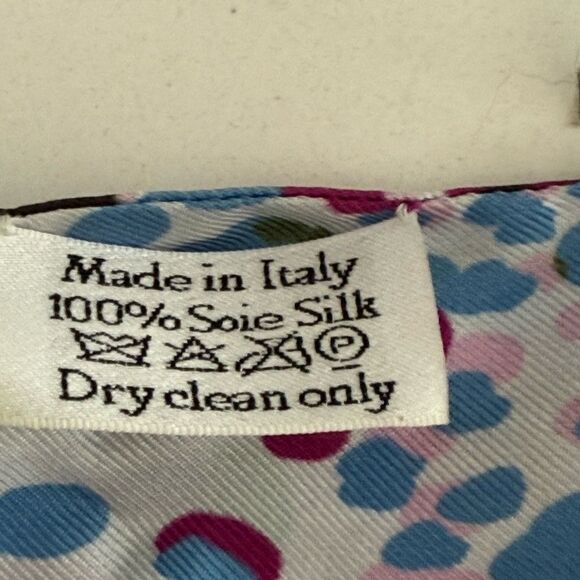 Made in Italy
100% Soie Silk
P
Dry clean only